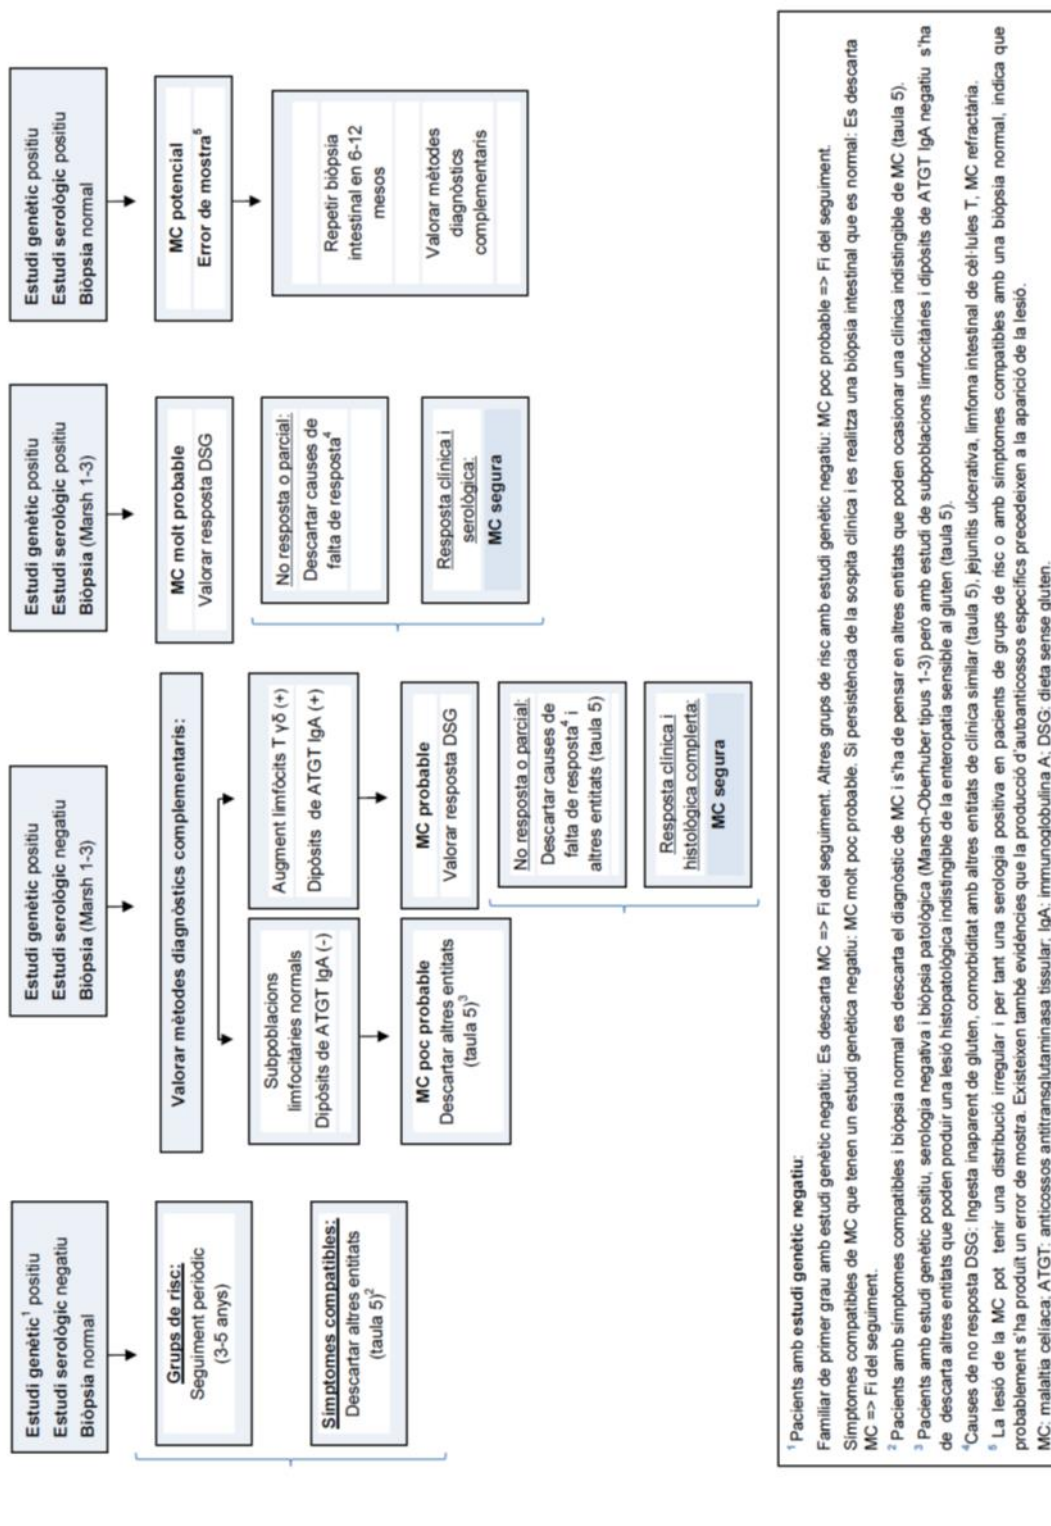 Estudi genètic¹ positiu
Estudi serològic negatiu
Biòpsia normal
Grups de risc:
Seguiment periòdic
(3-5 anys)
Símptomes compatibles:
Descartar altres entitats
(taula 5)²
Estudi genètic positiu
Estudi serològic negatiu
Biòpsia (Marsh 1-3)
Valorar mètodes diagnòstics complementaris:
Subpoblacions
limfocitàries normals
Dipòsits de ATGT IgA (-)
MC poc probable
Descartar altres entitats
(taula 5)³
Augment limfòcits T γδ (+)
Dipòsits de ATGT IgA (+)
MC probable
Valorar resposta DSG
No resposta o parcial:
Descartar causes de
falta de resposta⁴ i
altres entitats (taula 5)
Resposta clínica i
histològica complerta:
MC segura
Estudi genètic positiu
Estudi serològic positiu
Biòpsia (Marsh 1-3)
MC molt probable
Valorar resposta DSG
No resposta o parcial:
Descartar causes de
falta de resposta⁴
Resposta clínica i
serològica:
MC segura
Estudi genètic positiu
Estudi serològic positiu
Biòpsia normal
MC potencial
Error de mostra⁵
Repetir biòpsia
intestinal en 6-12
mesos
Valorar mètodes
diagnòstics
complementaris
¹ Pacients amb estudi genètic negatiu:
Familiar de primer grau amb estudi genètic negatiu: Es descarta MC => Fi del seguiment. Altres grups de risc amb estudi genètic negatiu: MC poc probable => Fi del seguiment.
Símptomes compatibles de MC que tenen un estudi genètica negatiu: MC molt poc probable. Si persistència de la sospita clínica i es realitza una biòpsia intestinal que es normal: Es descarta
MC => Fi del seguiment.
² Pacients amb símptomes compatibles i biòpsia normal es descarta el diagnòstic de MC i s'ha de pensar en altres entitats que poden ocasionar una clínica indistingible de MC (taula 5).
³ Pacients amb estudi genètic positiu, serologia negativa i biòpsia patològica (Marsch-Oberhuber tipus 1-3) però amb estudi de subpoblacions limfocitàries i dipòsits de ATGT IgA negatiu s'ha
de descarta altres entitats que poden produir una lesió histopatològica indistingible de la enteropatia sensible al gluten (taula 5).
⁴Causes de no resposta DSG: Ingesta inaparent de gluten, comorbiditat amb altres entitats de clínica similar (taula 5), jejunitis ulcerativa, limfoma intestinal de cèl·lules T, MC refractària.
⁵ La lesió de la MC pot tenir una distribució irregular i per tant una serologia positiva en pacients de grups de risc o amb símptomes compatibles amb una biòpsia normal, indica que
probablement s'ha produït un error de mostra. Existeixen també evidències que la producció d'autoanticossos específics precedeixen a la aparició de la lesió.
MC: malaltia celíaca; ATGT: anticossos antitransglutaminasa tissular; IgA: immunoglobulina A; DSG: dieta sense gluten.